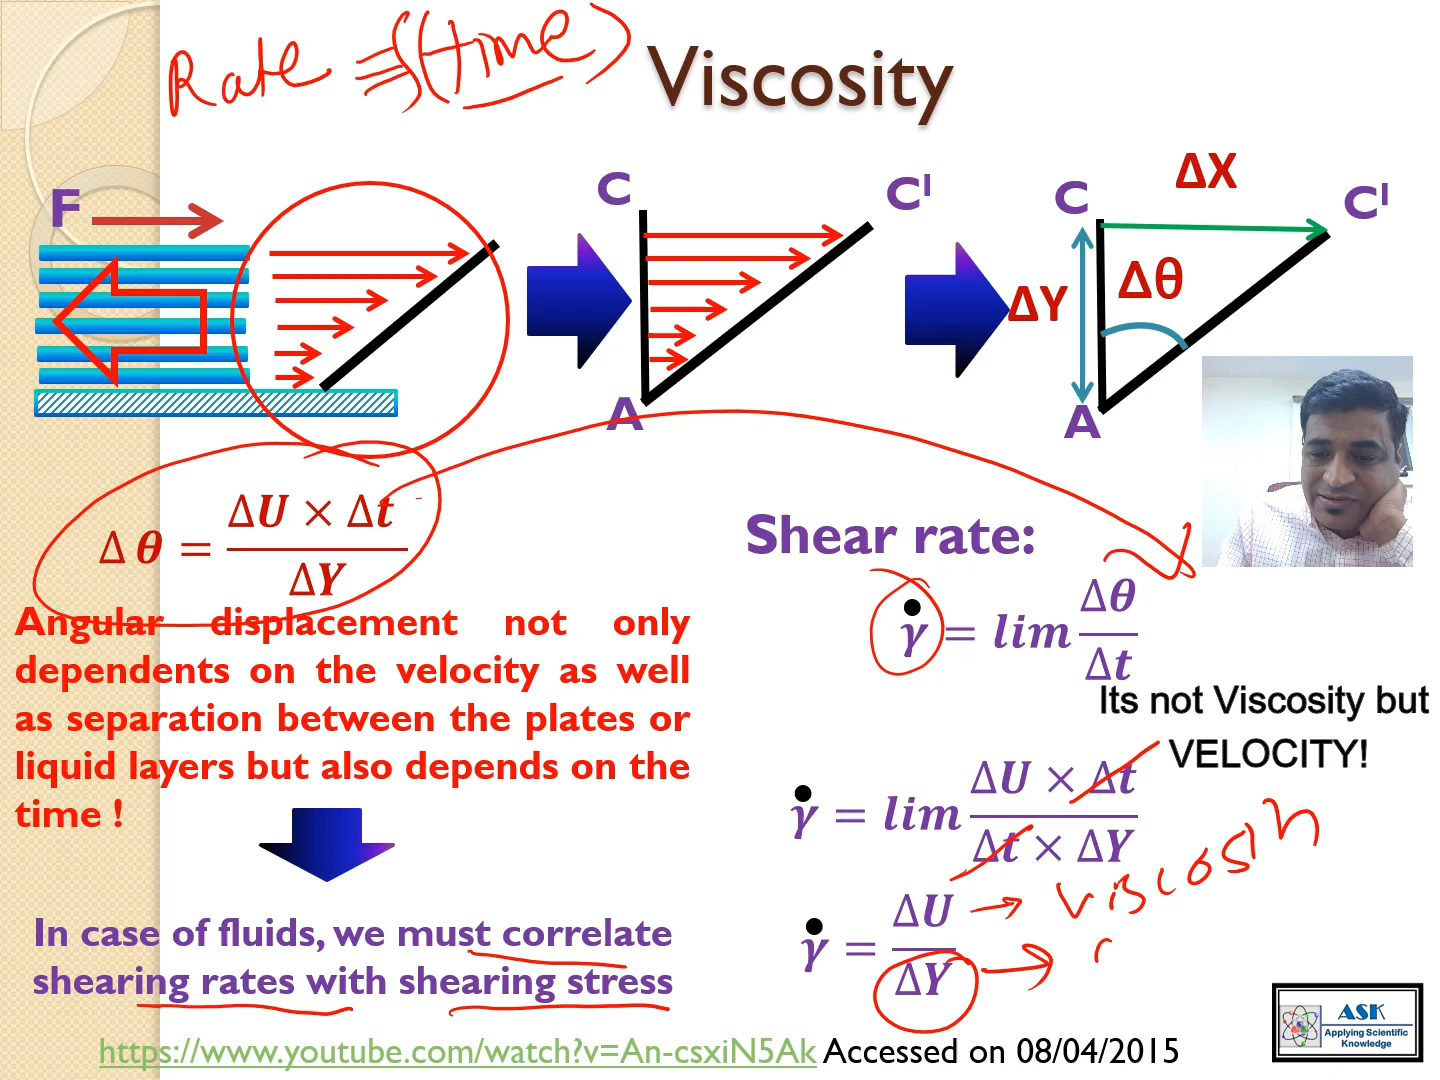 Rate ⇒ (time)
Viscosity
F
C
C|
A
ΔX
C
C|
ΔY
Δθ
A
Δ θ = ΔU × Δt / ΔY
Shear rate:
γ̇ = lim Δθ / Δt
Angular displacement not only
dependents on the velocity as well
as separation between the plates or
liquid layers but also depends on the
time !
Its not Viscosity but
VELOCITY!
γ̇ = lim ΔU × Δt / Δt × ΔY
γ̇ = ΔU / ΔY
→ viscosity
In case of fluids, we must correlate
shearing rates with shearing stress
https://www.youtube.com/watch?v=An-csxiN5Ak Accessed on 08/04/2015
ASK
Applying Scientific
Knowledge